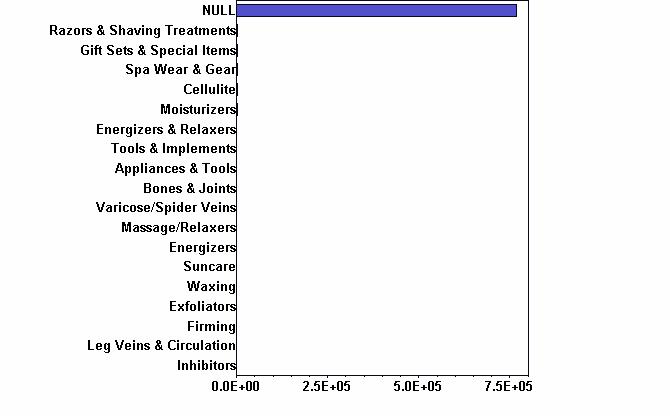 NULL
Razors & Shaving Treatments
Gift Sets & Special Items
Spa Wear & Gear
Cellulite
Moisturizers
Energizers & Relaxers
Tools & Implements
Appliances & Tools
Bones & Joints
Varicose/Spider Veins
Massage/Relaxers
Energizers
Suncare
Waxing
Exfoliators
Firming
Leg Veins & Circulation
Inhibitors
0.0E+00 2.5E+05 5.0E+05 7.5E+05